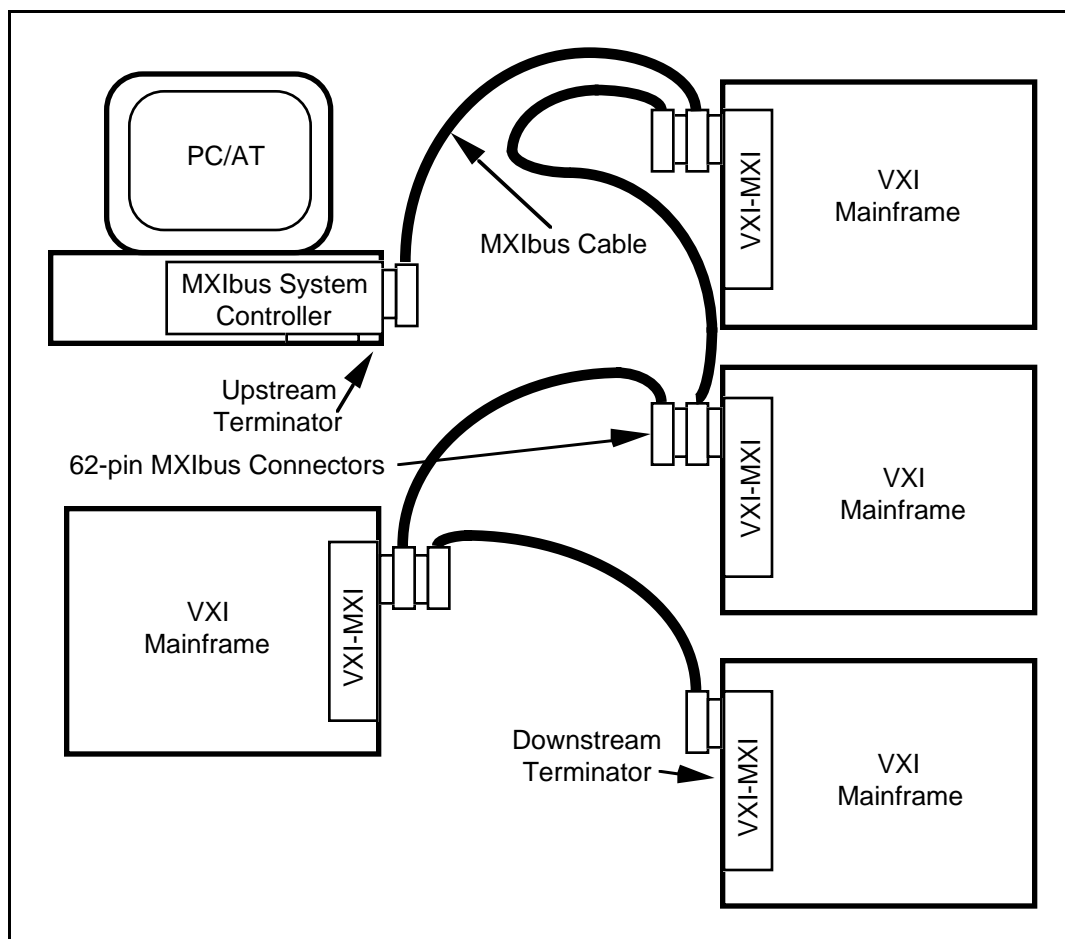 PC/AT
MXIbus System
Controller
Upstream
Terminator
MXIbus Cable
VXI-MXI
VXI
Mainframe
62-pin MXIbus Connectors
VXI-MXI
VXI
Mainframe
VXI
Mainframe
VXI-MXI
Downstream
Terminator
VXI-MXI
VXI
Mainframe